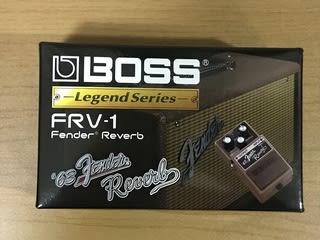 BOSS
Legend Series
FRV-1
Fender® Reverb
'63 Fender
Reverb
Fender